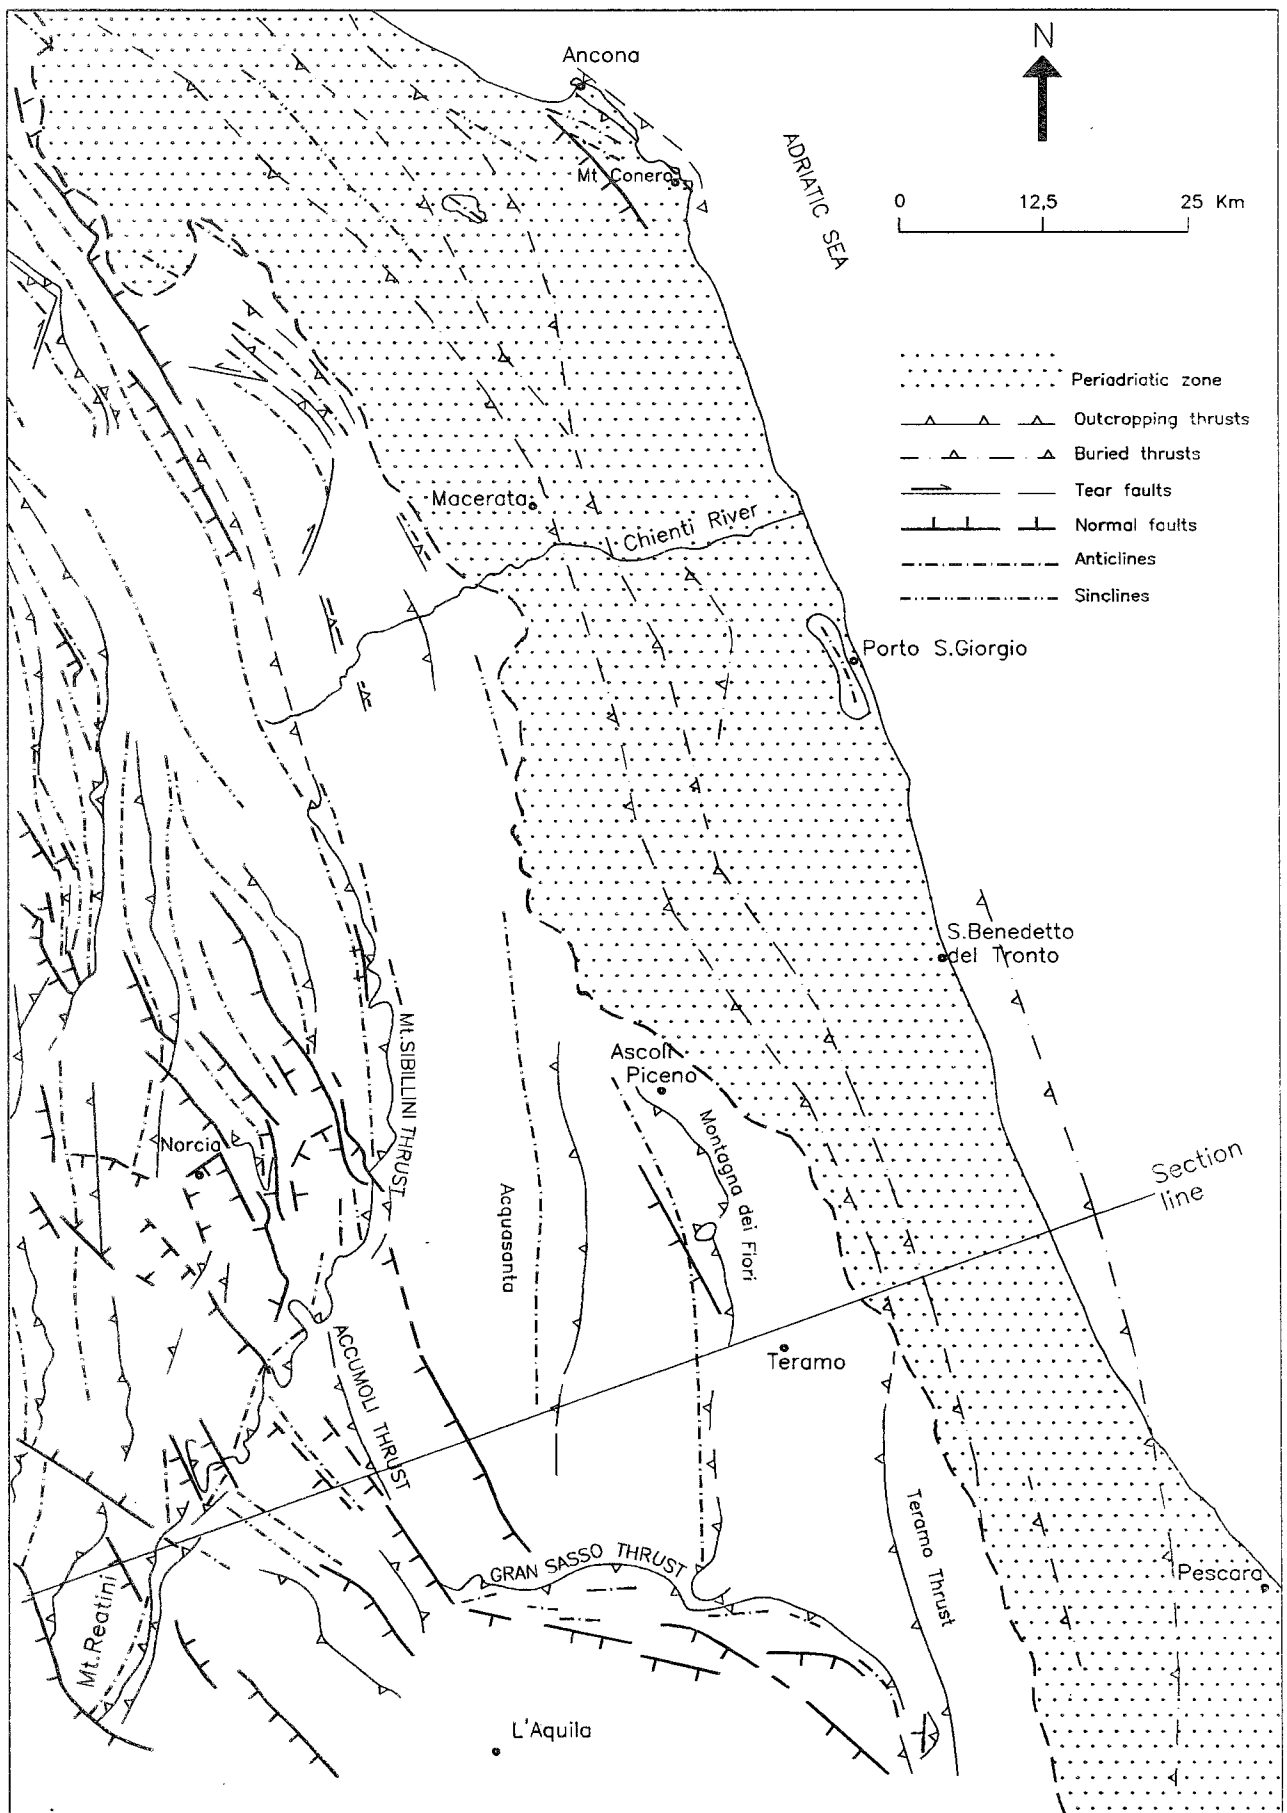 N
Ancona
ADRIATIC SEA
Mt Conero
0 12,5 25 Km
Periadriatic zone
Outcropping thrusts
Buried thrusts
Tear faults
Normal faults
Anticlines
Sinclines
Macerata
Chienti River
Porto S.Giorgio
S.Benedetto
del Tronto
Mt.SIBILLINI THRUST
Ascoli
Piceno
Montagna dei Fiori
Norcia
Acquasanta
Section
line
ACCUMOLI THRUST
Teramo
Teramo Thrust
GRAN SASSO THRUST
Pescara
Mt.Reatini
L'Aquila